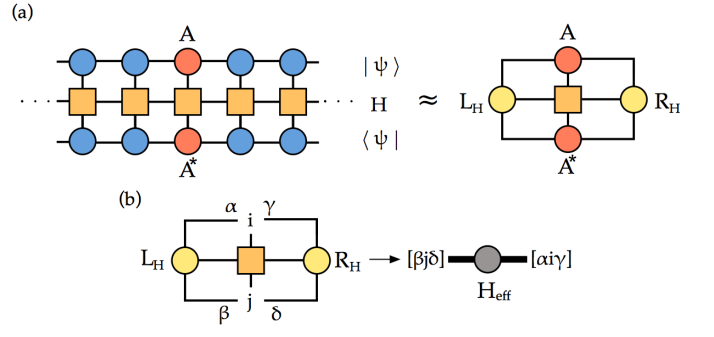 (a)
A
A
| ψ ⟩
· · ·
· · ·
H
≈
L_H
R_H
⟨ ψ |
A*
A*
(b)
α
γ
i
L_H
R_H
[βjδ]
[αiγ]
j
H_eff
β
δ